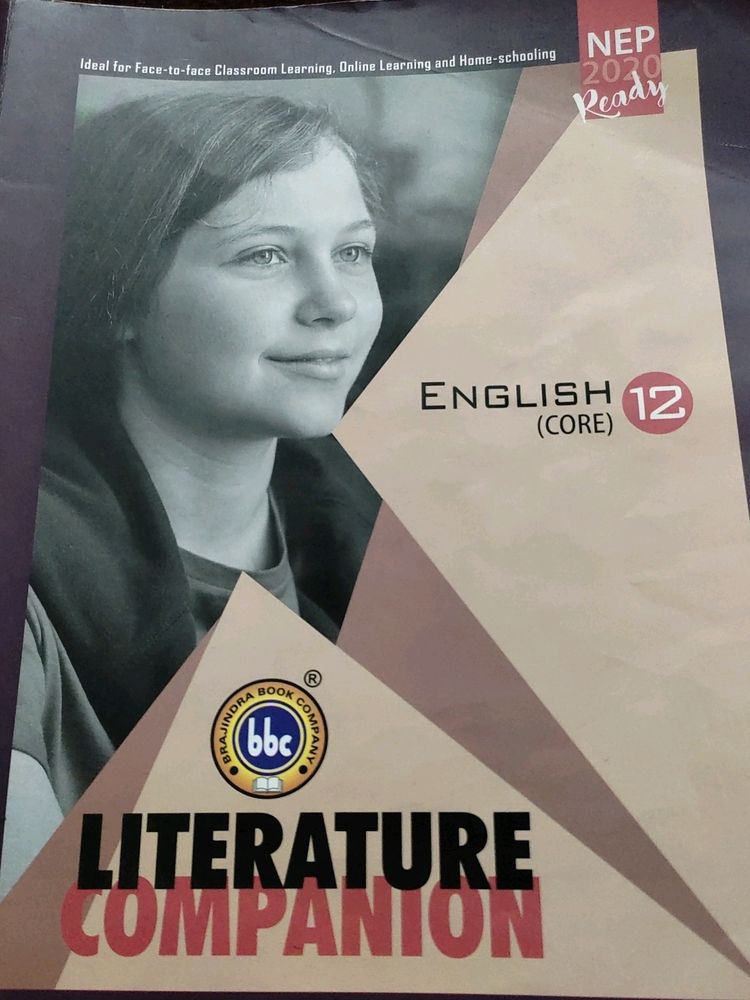 Ideal for Face-to-face Classroom Learning, Online Learning and Home-schooling
NEP
2020
Ready
ENGLISH 12
(CORE)
®
BRAJINDRA BOOK COMPANY
bbc
LITERATURE
COMPANION